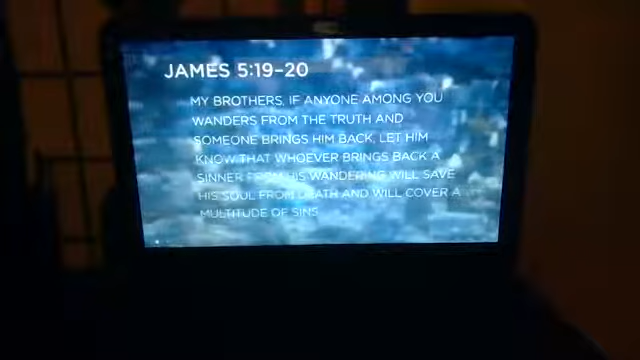 JAMES 5:19-20
MY BROTHERS, IF ANYONE AMONG YOU
WANDERS FROM THE TRUTH AND
SOMEONE BRINGS HIM BACK, LET HIM
KNOW THAT WHOEVER BRINGS BACK A
SINNER FROM HIS WANDERING WILL SAVE
HIS SOUL FROM DEATH AND WILL COVER A
MULTITUDE OF SINS